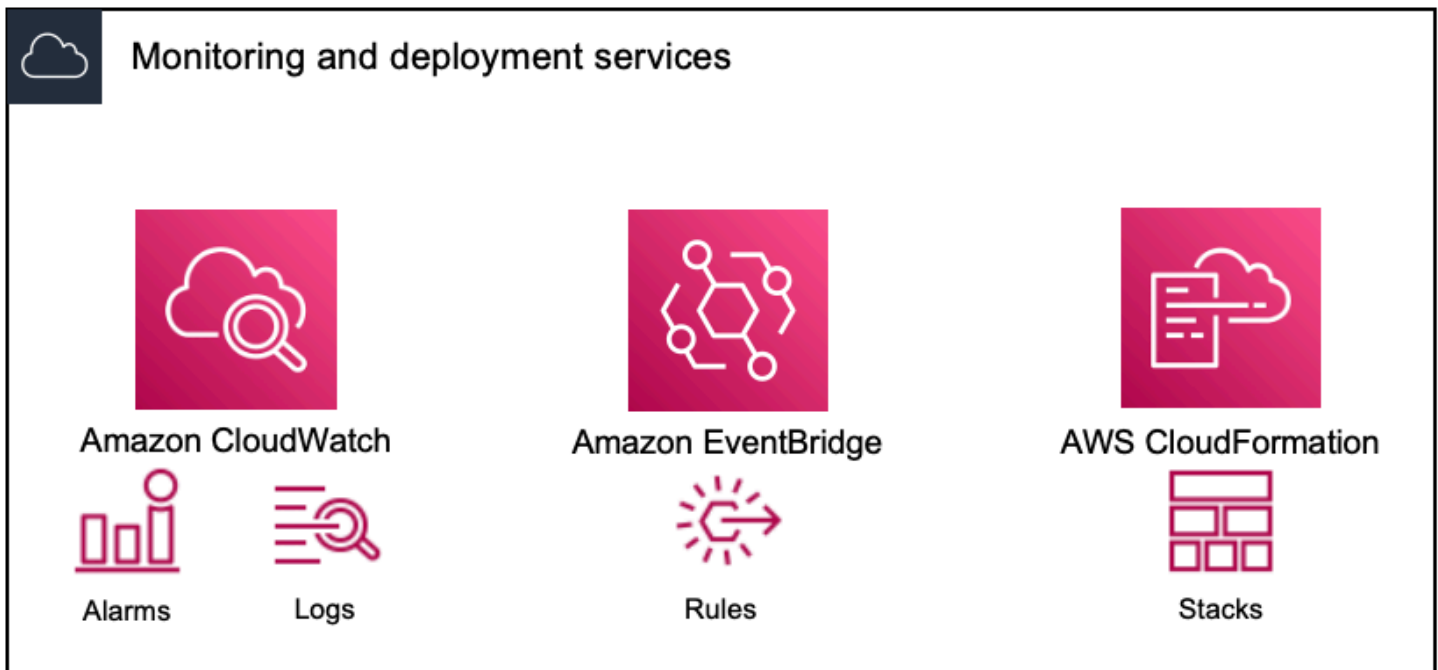 Monitoring and deployment services
Amazon CloudWatch
Amazon EventBridge
AWS CloudFormation
Alarms
Logs
Rules
Stacks